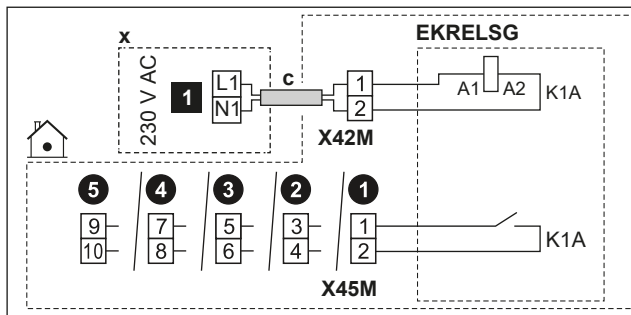 x
EKRELSG
230 V AC
1
L1
N1
c
1
2
A1 A2
K1A
X42M
5 4 3 2 1
9 7 5 3 1
10 8 6 4 2
K1A
X45M